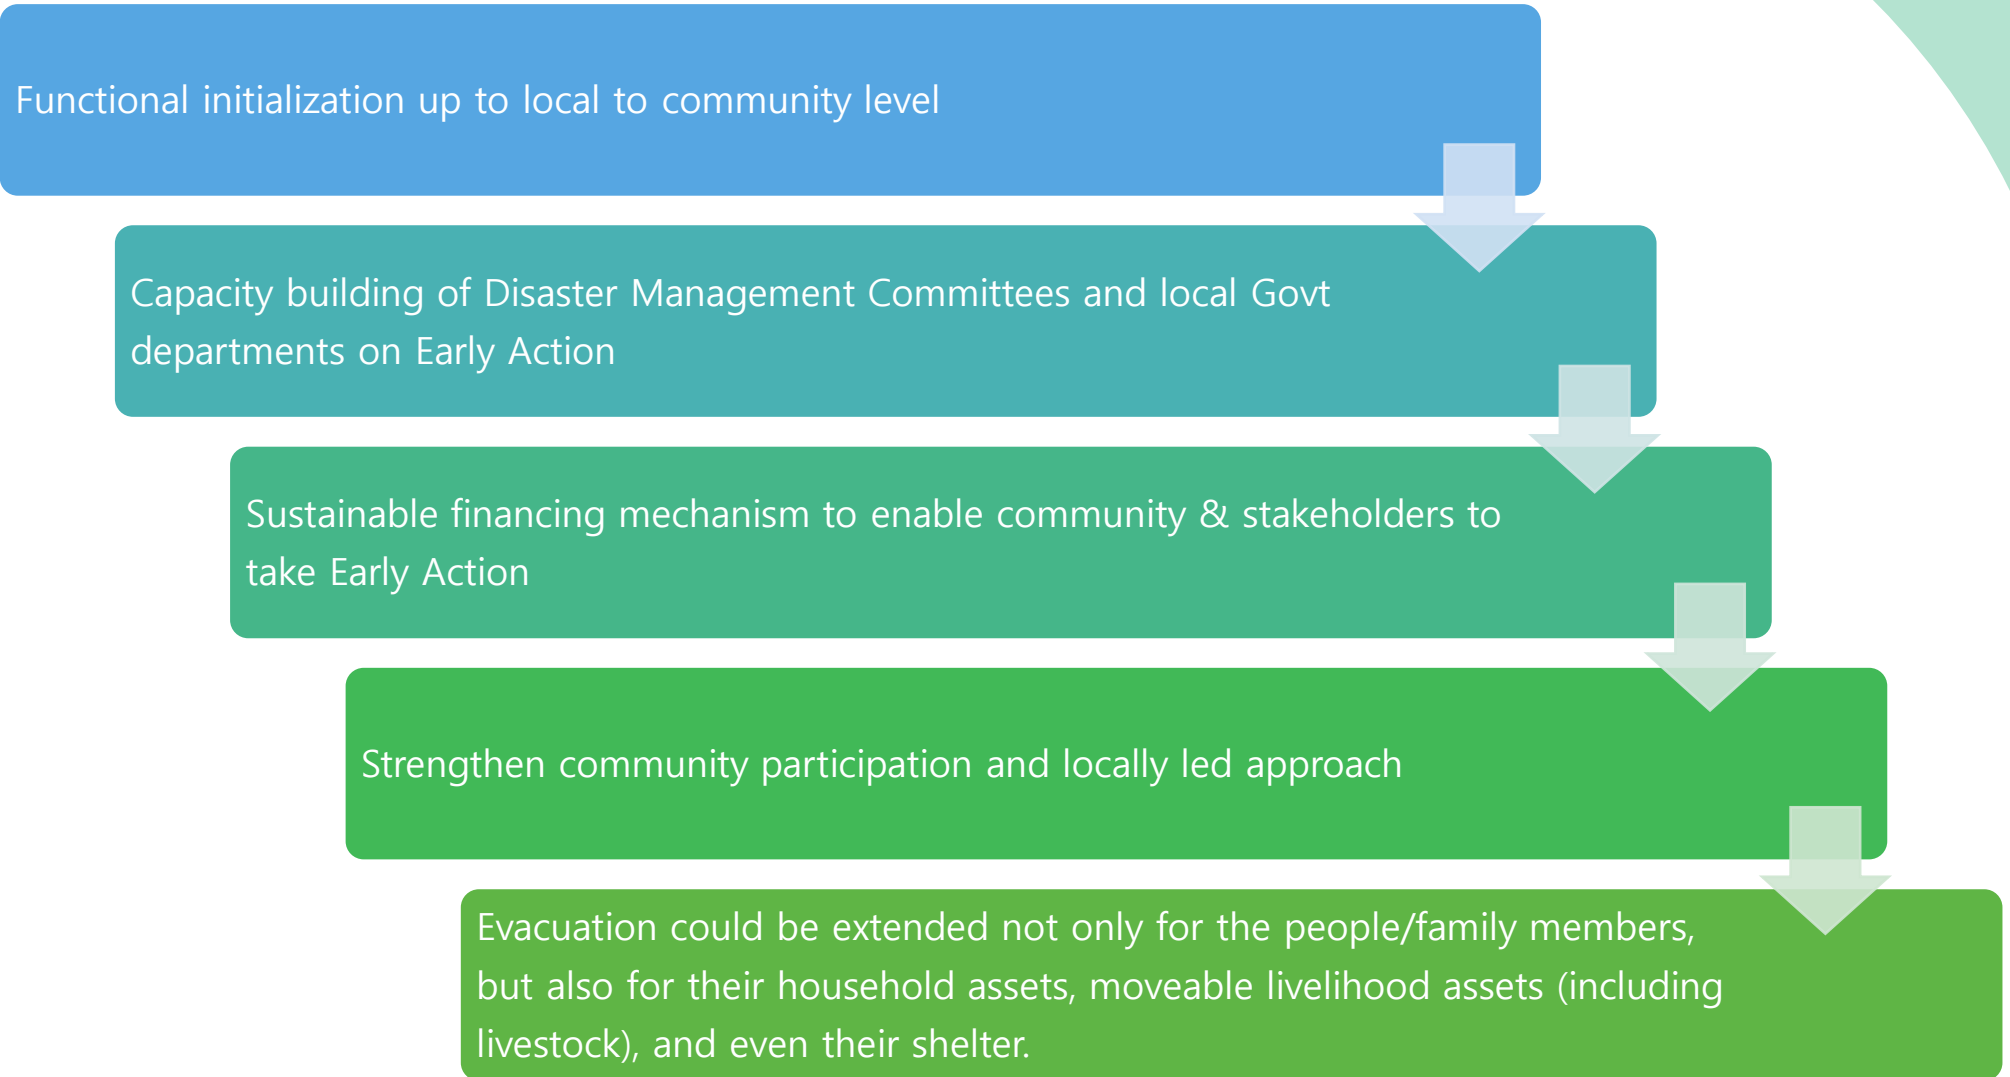 Functional initialization up to local to community level
Capacity building of Disaster Management Committees and local Govt
departments on Early Action
Sustainable financing mechanism to enable community & stakeholders to
take Early Action
Strengthen community participation and locally led approach
Evacuation could be extended not only for the people/family members,
but also for their household assets, moveable livelihood assets (including
livestock), and even their shelter.